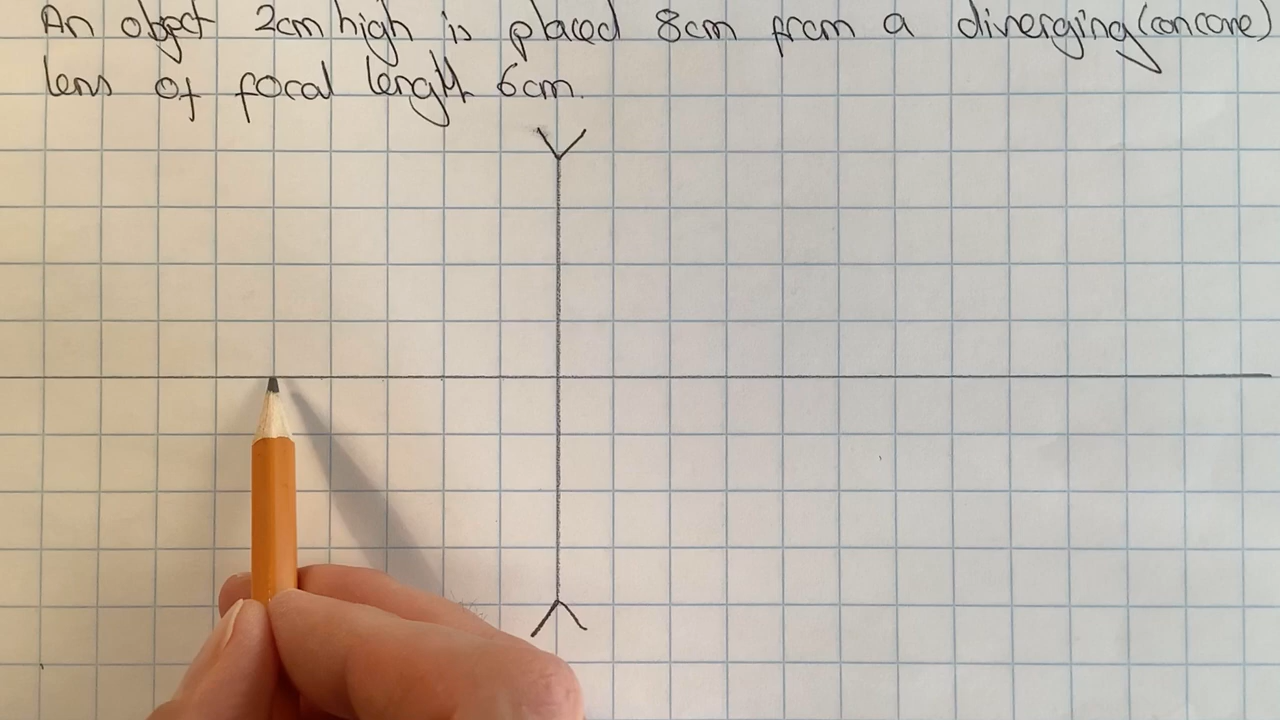 An object 2cm high is placed 8cm from a diverging (concave)
lens of focal length 6cm.